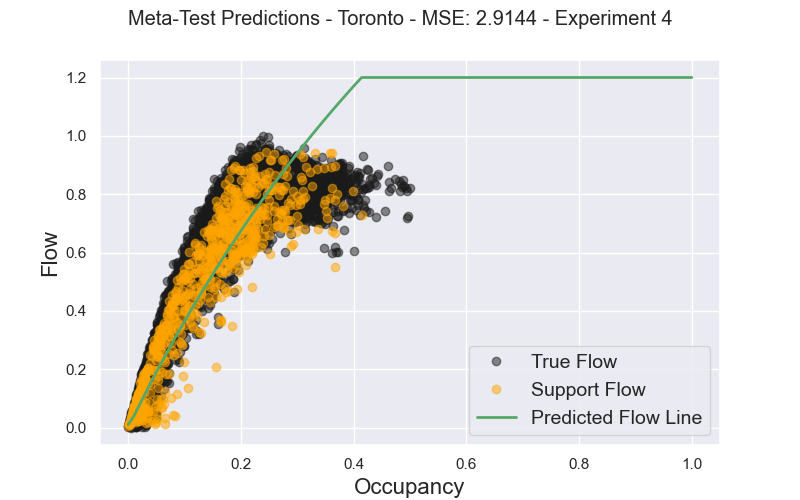 Meta-Test Predictions - Toronto - MSE: 2.9144 - Experiment 4
1.2
1.0
0.8
0.6
0.4
0.2
0.0
Flow
True Flow
Support Flow
Predicted Flow Line
0.0 0.2 0.4 0.6 0.8 1.0
Occupancy